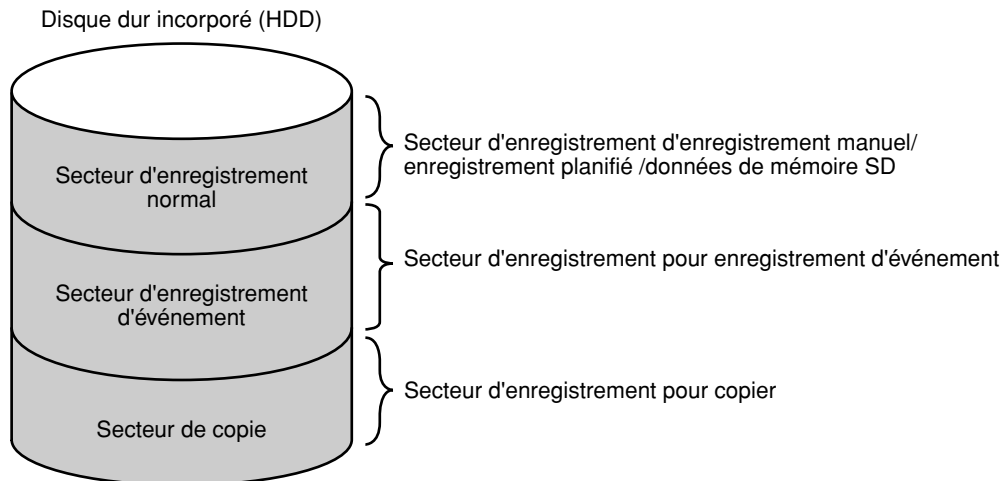 Disque dur incorporé (HDD)
Secteur d'enregistrement d'enregistrement manuel/
enregistrement planifié /données de mémoire SD
Secteur d'enregistrement
normal
Secteur d'enregistrement pour enregistrement d'événement
Secteur d'enregistrement
d'événement
Secteur d'enregistrement pour copier
Secteur de copie